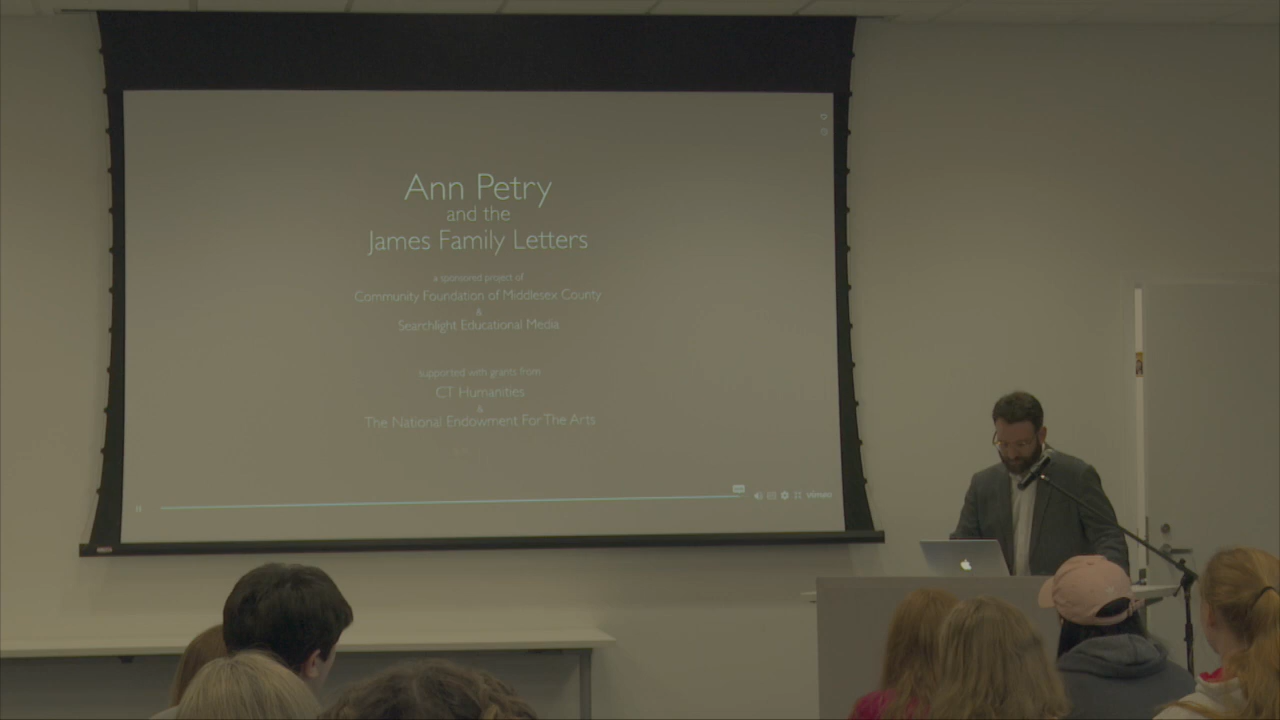 Ann Petry
and the
James Family Letters
a sponsored project of
Community Foundation of Middlesex County
&
Searchlight Educational Media
supported with grants from
CT Humanities
&
The National Endowment For The Arts
vimeo